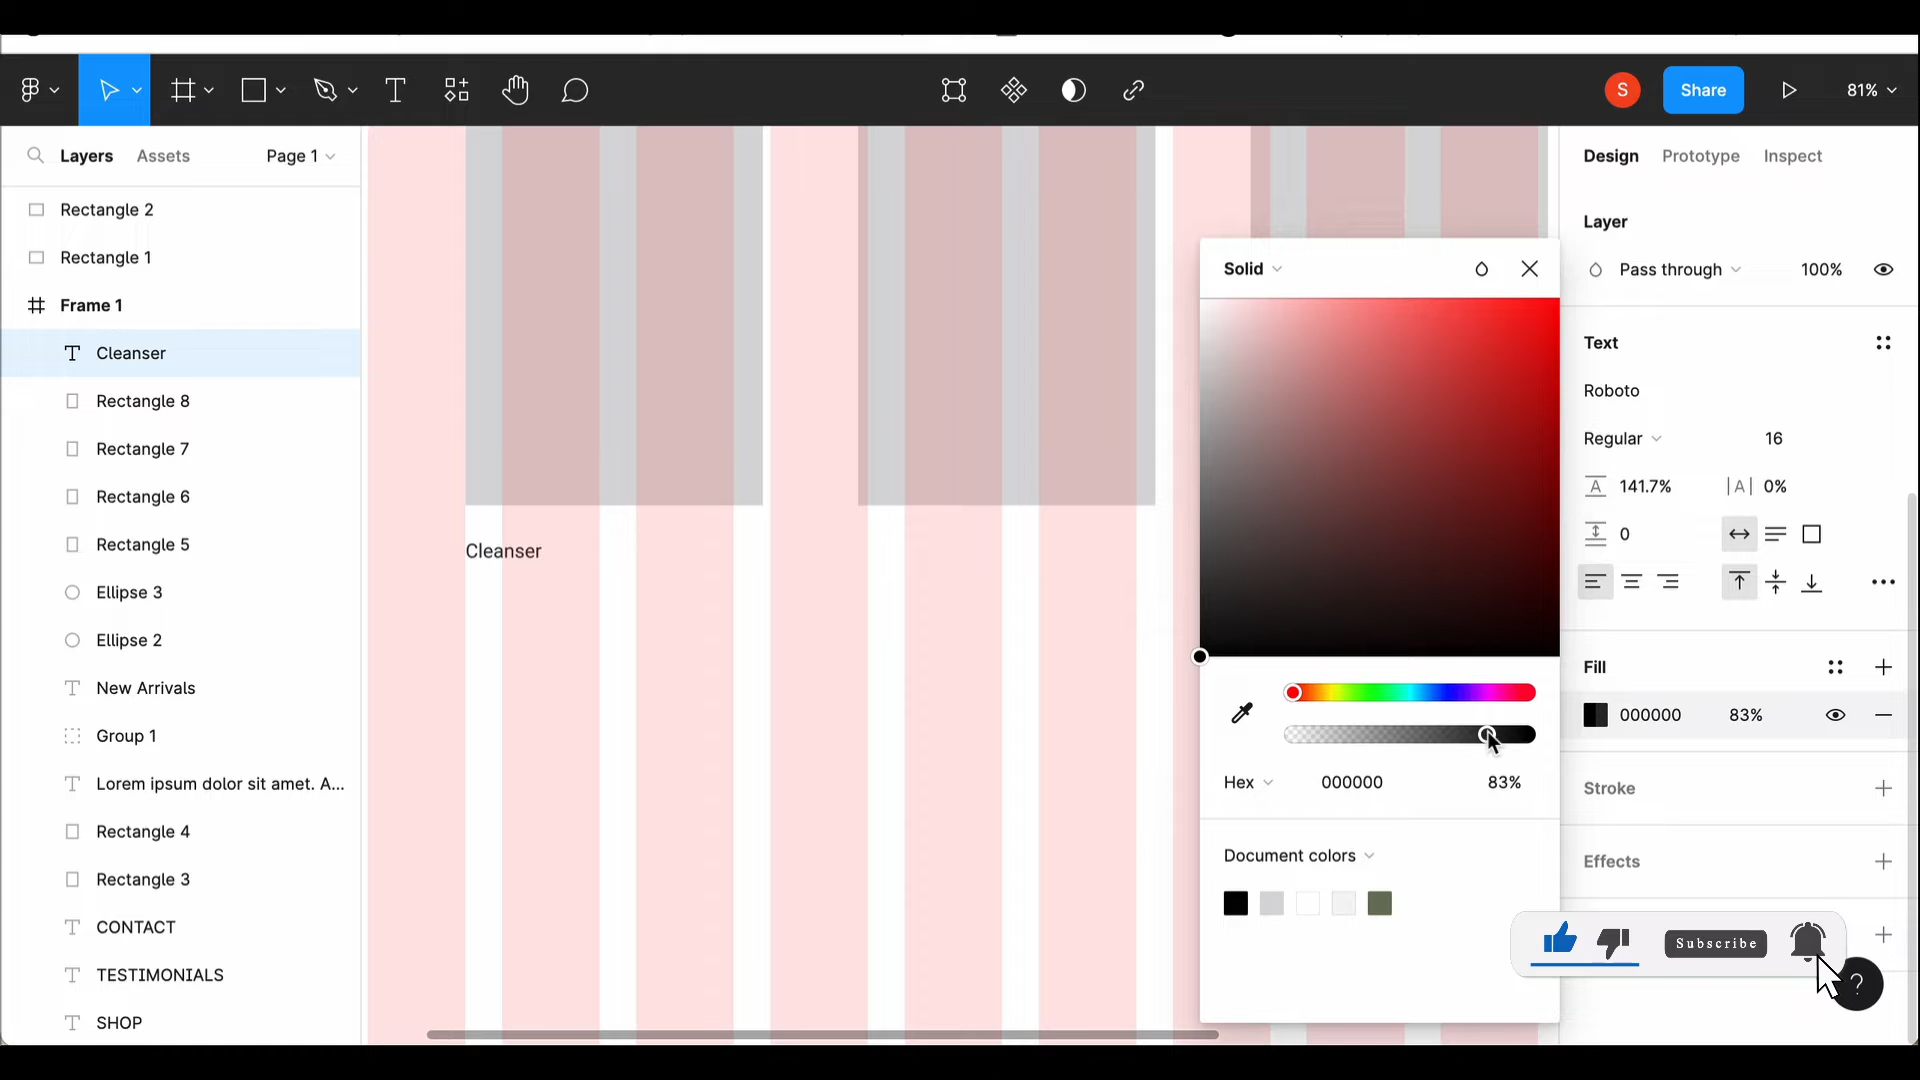 S
Share
81%
Layers
Assets
Page 1
Rectangle 2
Rectangle 1
Frame 1
Cleanser
Rectangle 8
Rectangle 7
Rectangle 6
Rectangle 5
Ellipse 3
Ellipse 2
New Arrivals
Group 1
Lorem ipsum dolor sit amet. A...
Rectangle 4
Rectangle 3
CONTACT
TESTIMONIALS
SHOP
Cleanser
Solid
Hex
000000
83%
Document colors
Design
Prototype
Inspect
Layer
Pass through
100%
Text
Roboto
Regular
16
141.7%
0%
0
Fill
000000
83%
Stroke
Effects
Subscribe
?